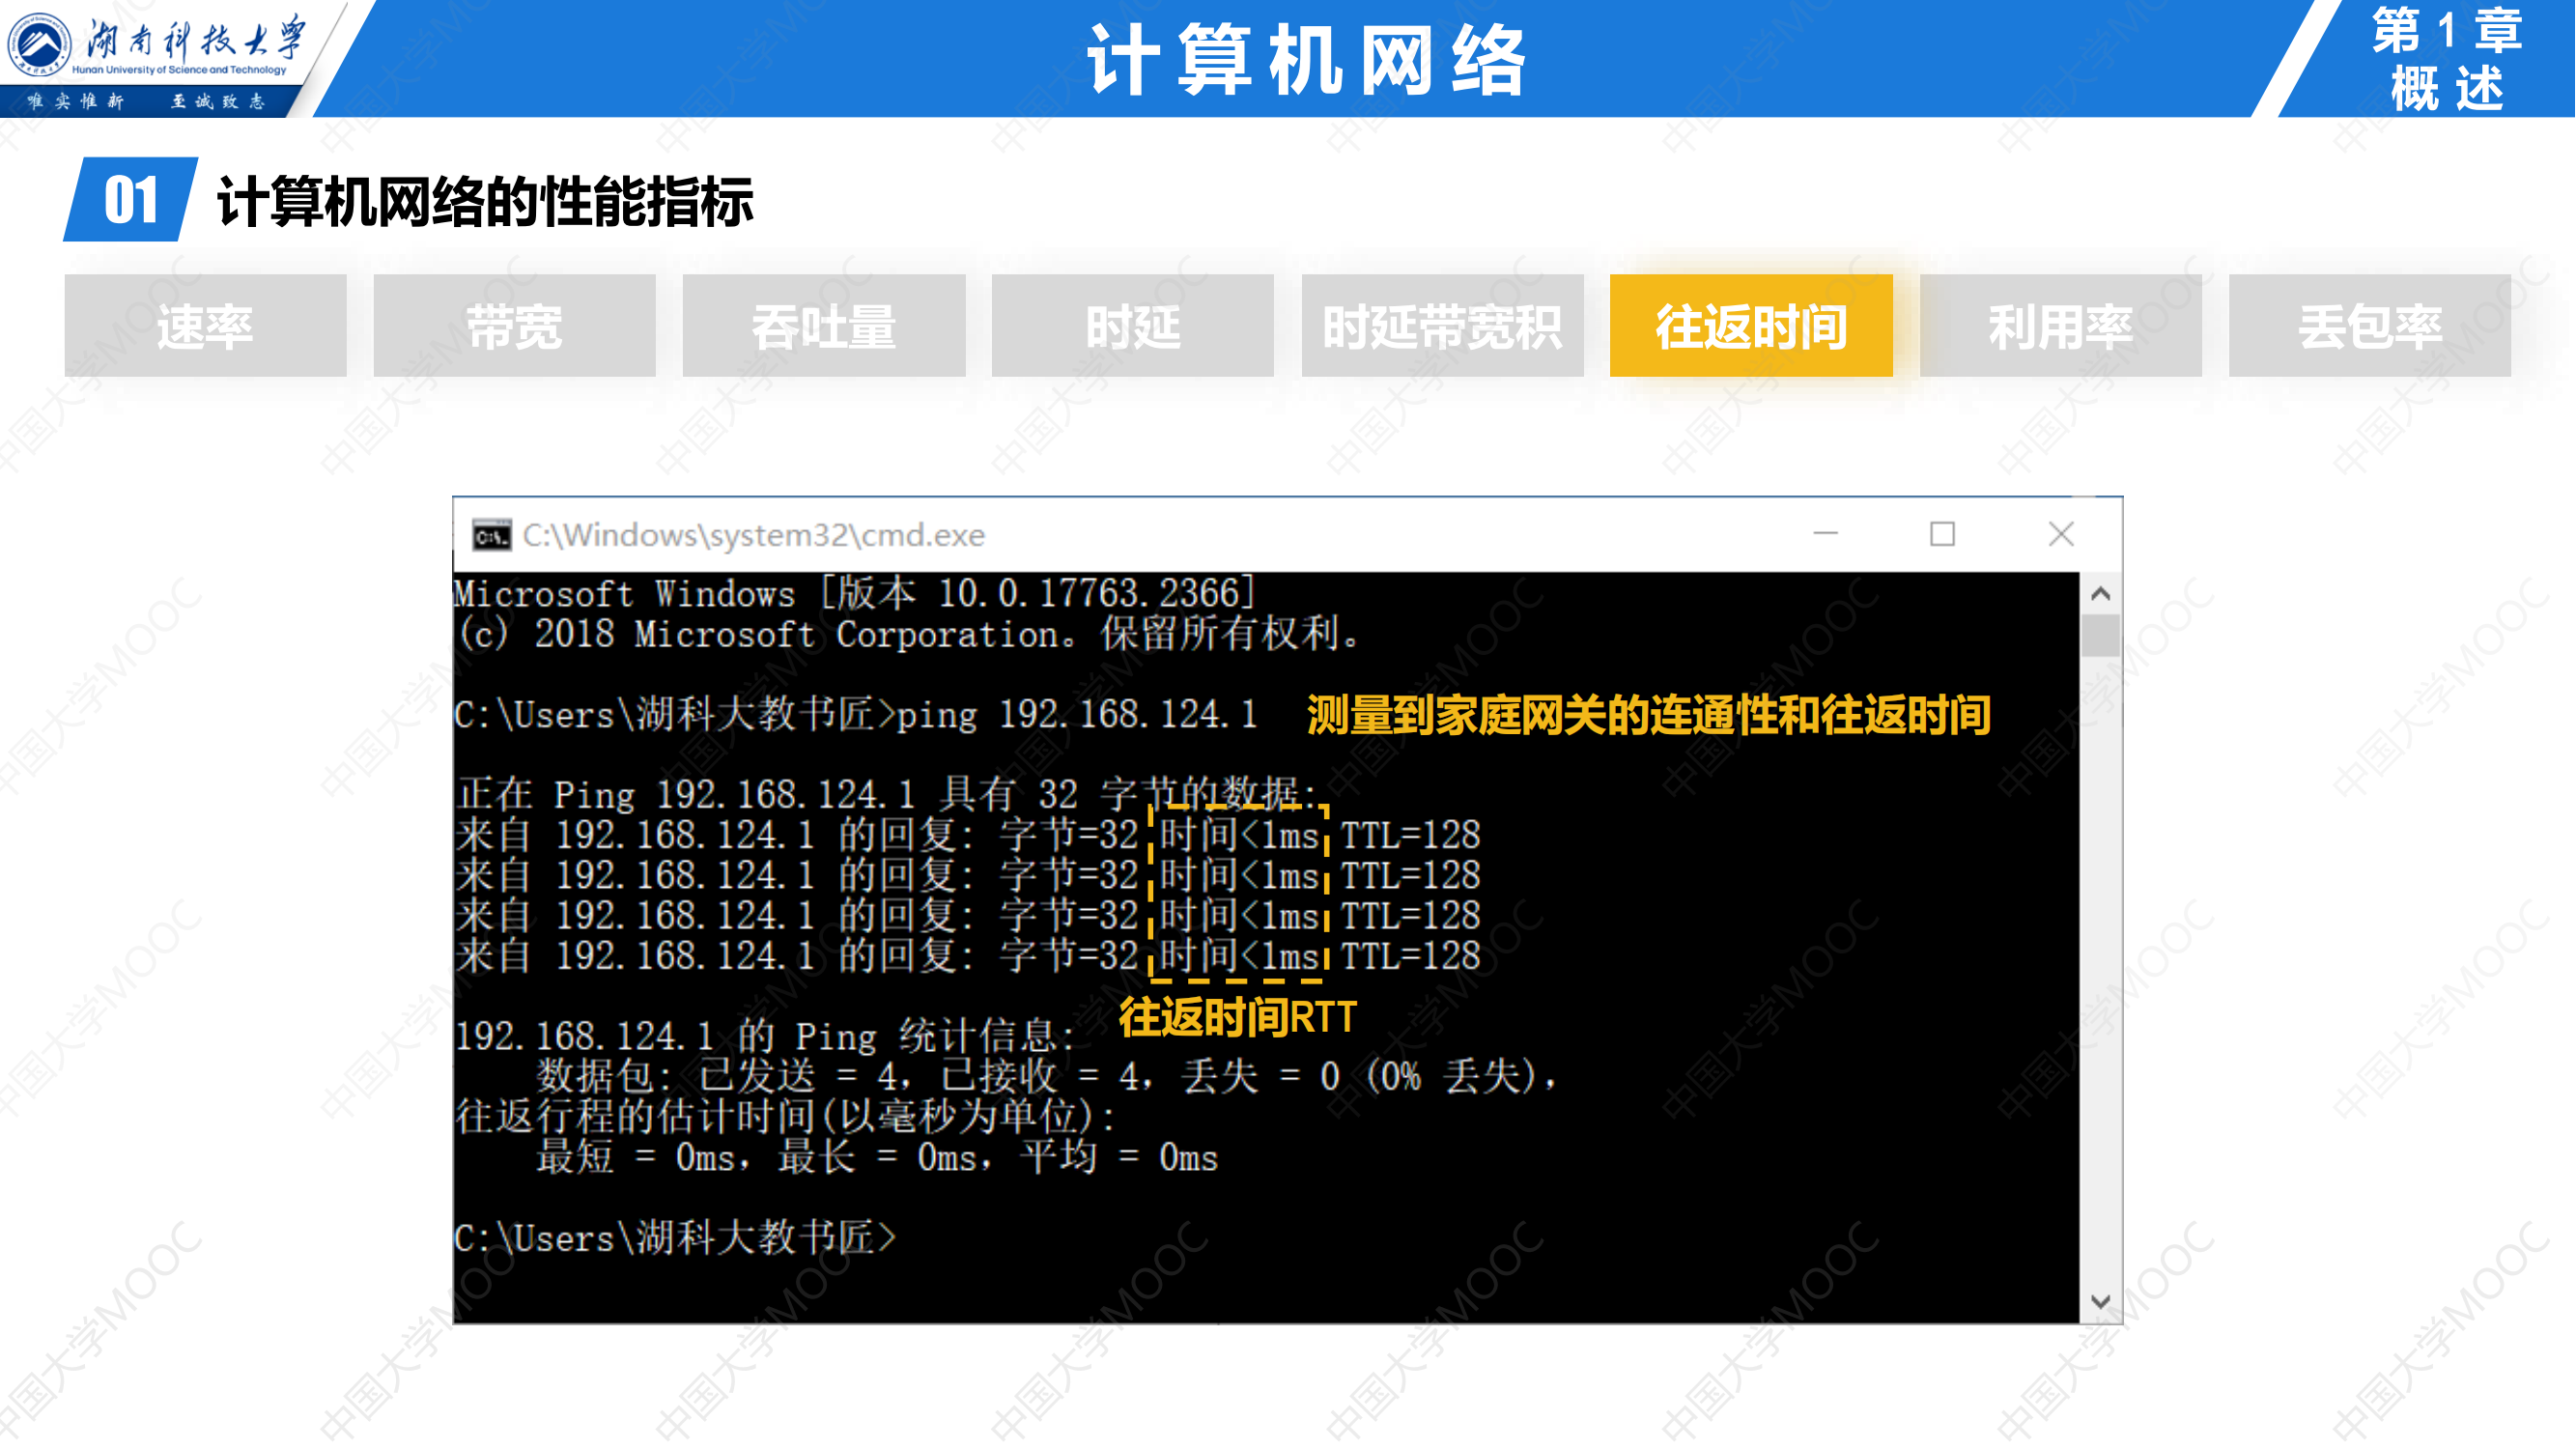 湖南科技大学
Hunan University of Science and Technology
唯实惟新 至诚致志
计算机网络
第1章
概述
01 计算机网络的性能指标
速率 带宽 吞吐量 时延 时延带宽积 往返时间 利用率 丢包率
C:\Windows\system32\cmd.exe
Microsoft Windows [版本 10.0.17763.2366]
(c) 2018 Microsoft Corporation。保留所有权利。
C:\Users\湖科大教书匠>ping 192.168.124.1 测量到家庭网关的连通性和往返时间
正在 Ping 192.168.124.1 具有 32 字节的数据:
来自 192.168.124.1 的回复: 字节=32 时间<1ms TTL=128
来自 192.168.124.1 的回复: 字节=32 时间<1ms TTL=128
来自 192.168.124.1 的回复: 字节=32 时间<1ms TTL=128
来自 192.168.124.1 的回复: 字节=32 时间<1ms TTL=128
往返时间RTT
192.168.124.1 的 Ping 统计信息:
数据包: 已发送 = 4，已接收 = 4，丢失 = 0 (0% 丢失)，
往返行程的估计时间(以毫秒为单位):
最短 = 0ms，最长 = 0ms，平均 = 0ms
C:\Users\湖科大教书匠>
中国大学MOOC